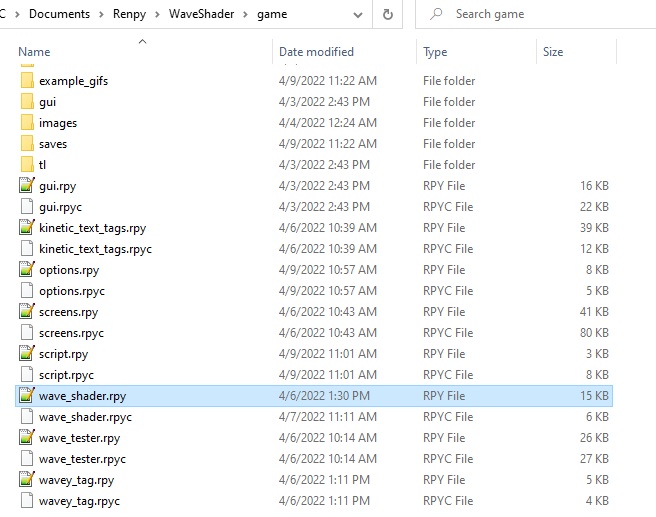 C > Documents > Renpy > WaveShader > game Search game
Name Date modified Type Size
example_gifs 4/9/2022 11:22 AM File folder
gui 4/3/2022 2:43 PM File folder
images 4/4/2022 12:24 AM File folder
saves 4/9/2022 11:22 AM File folder
tl 4/3/2022 2:43 PM File folder
gui.rpy 4/3/2022 2:43 PM RPY File 16 KB
gui.rpyc 4/3/2022 2:43 PM RPYC File 22 KB
kinetic_text_tags.rpy 4/6/2022 10:39 AM RPY File 39 KB
kinetic_text_tags.rpyc 4/6/2022 10:39 AM RPYC File 12 KB
options.rpy 4/9/2022 10:57 AM RPY File 8 KB
options.rpyc 4/9/2022 10:57 AM RPYC File 5 KB
screens.rpy 4/6/2022 10:43 AM RPY File 41 KB
screens.rpyc 4/6/2022 10:43 AM RPYC File 80 KB
script.rpy 4/9/2022 11:01 AM RPY File 3 KB
script.rpyc 4/9/2022 11:01 AM RPYC File 8 KB
wave_shader.rpy 4/6/2022 1:30 PM RPY File 15 KB
wave_shader.rpyc 4/7/2022 11:11 AM RPYC File 6 KB
wave_tester.rpy 4/6/2022 10:14 AM RPY File 26 KB
wave_tester.rpyc 4/6/2022 10:14 AM RPYC File 27 KB
wavey_tag.rpy 4/6/2022 1:11 PM RPY File 5 KB
wavey_tag.rpyc 4/6/2022 1:11 PM RPYC File 4 KB